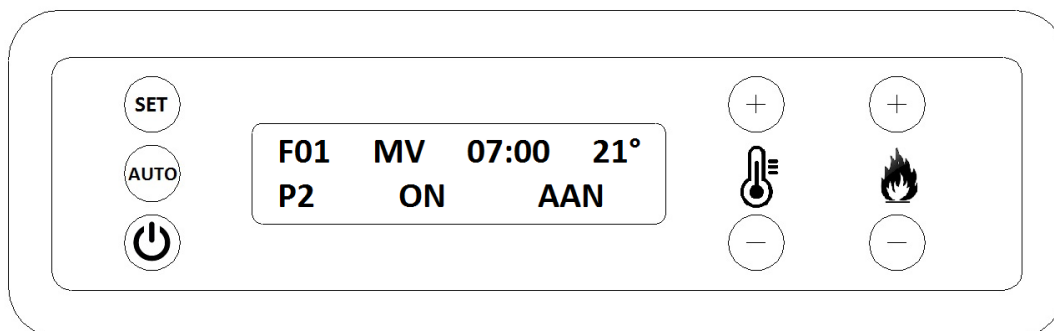 SET
AUTO
F01 MV 07:00 21°
P2 ON AAN
+
-
+
-